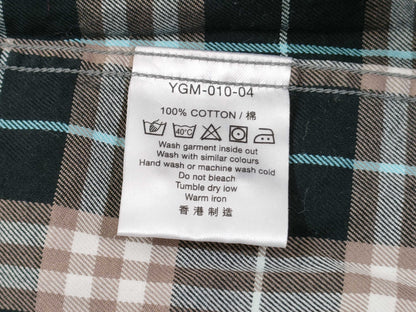 YGM-010-04
100% COTTON / 棉
40°C
Wash garment inside out
Wash with similar colours
Hand wash or machine wash cold
Do not bleach
Tumble dry iow
Warm iron
香港制造